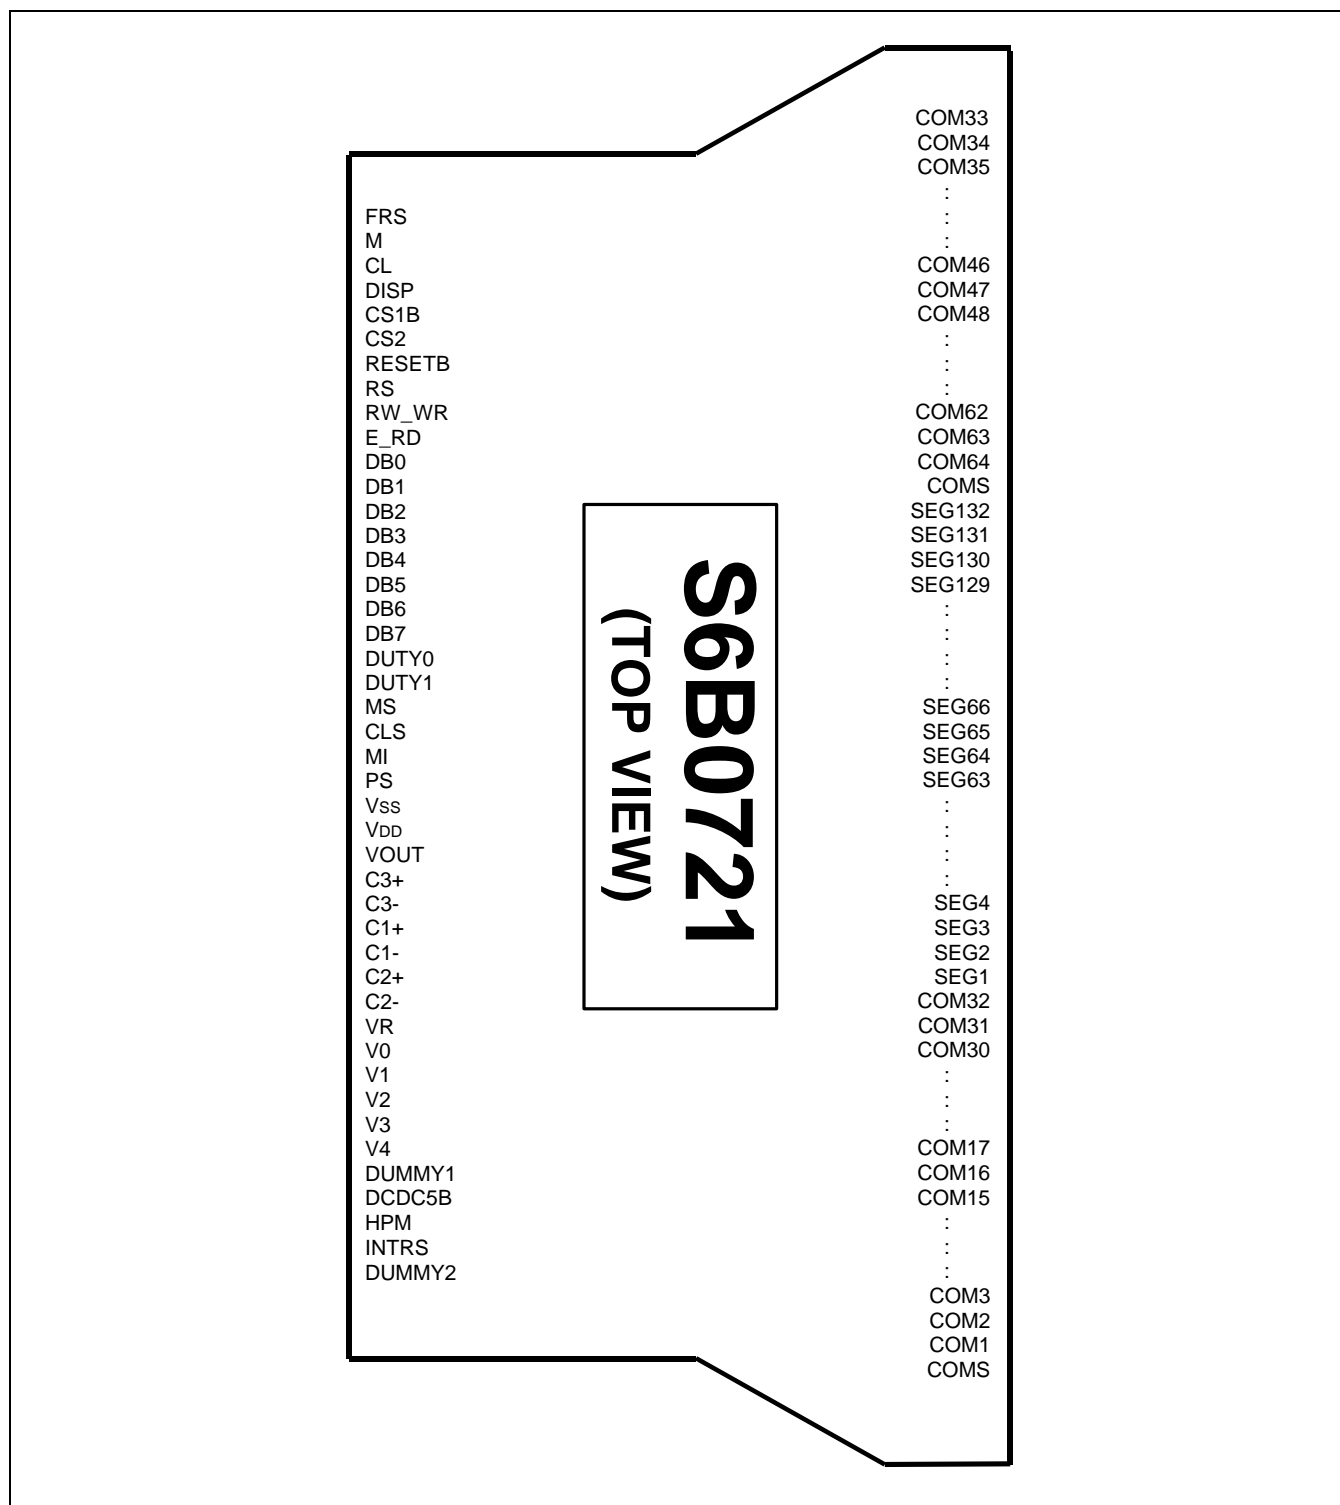 FRS
M
CL
DISP
CS1B
CS2
RESETB
RS
RW_WR
E_RD
DB0
DB1
DB2
DB3
DB4
DB5
DB6
DB7
DUTY0
DUTY1
MS
CLS
MI
PS
VSS
VDD
VOUT
C3+
C3-
C1+
C1-
C2+
C2-
VR
V0
V1
V2
V3
V4
DUMMY1
DCDC5B
HPM
INTRS
DUMMY2
S6B0721
(TOP VIEW)
COM33
COM34
COM35
:
:
:
COM46
COM47
COM48
:
:
:
COM62
COM63
COM64
COMS
SEG132
SEG131
SEG130
SEG129
:
:
:
:
SEG66
SEG65
SEG64
SEG63
:
:
:
:
SEG4
SEG3
SEG2
SEG1
COM32
COM31
COM30
:
:
:
COM17
COM16
COM15
:
:
:
COM3
COM2
COM1
COMS